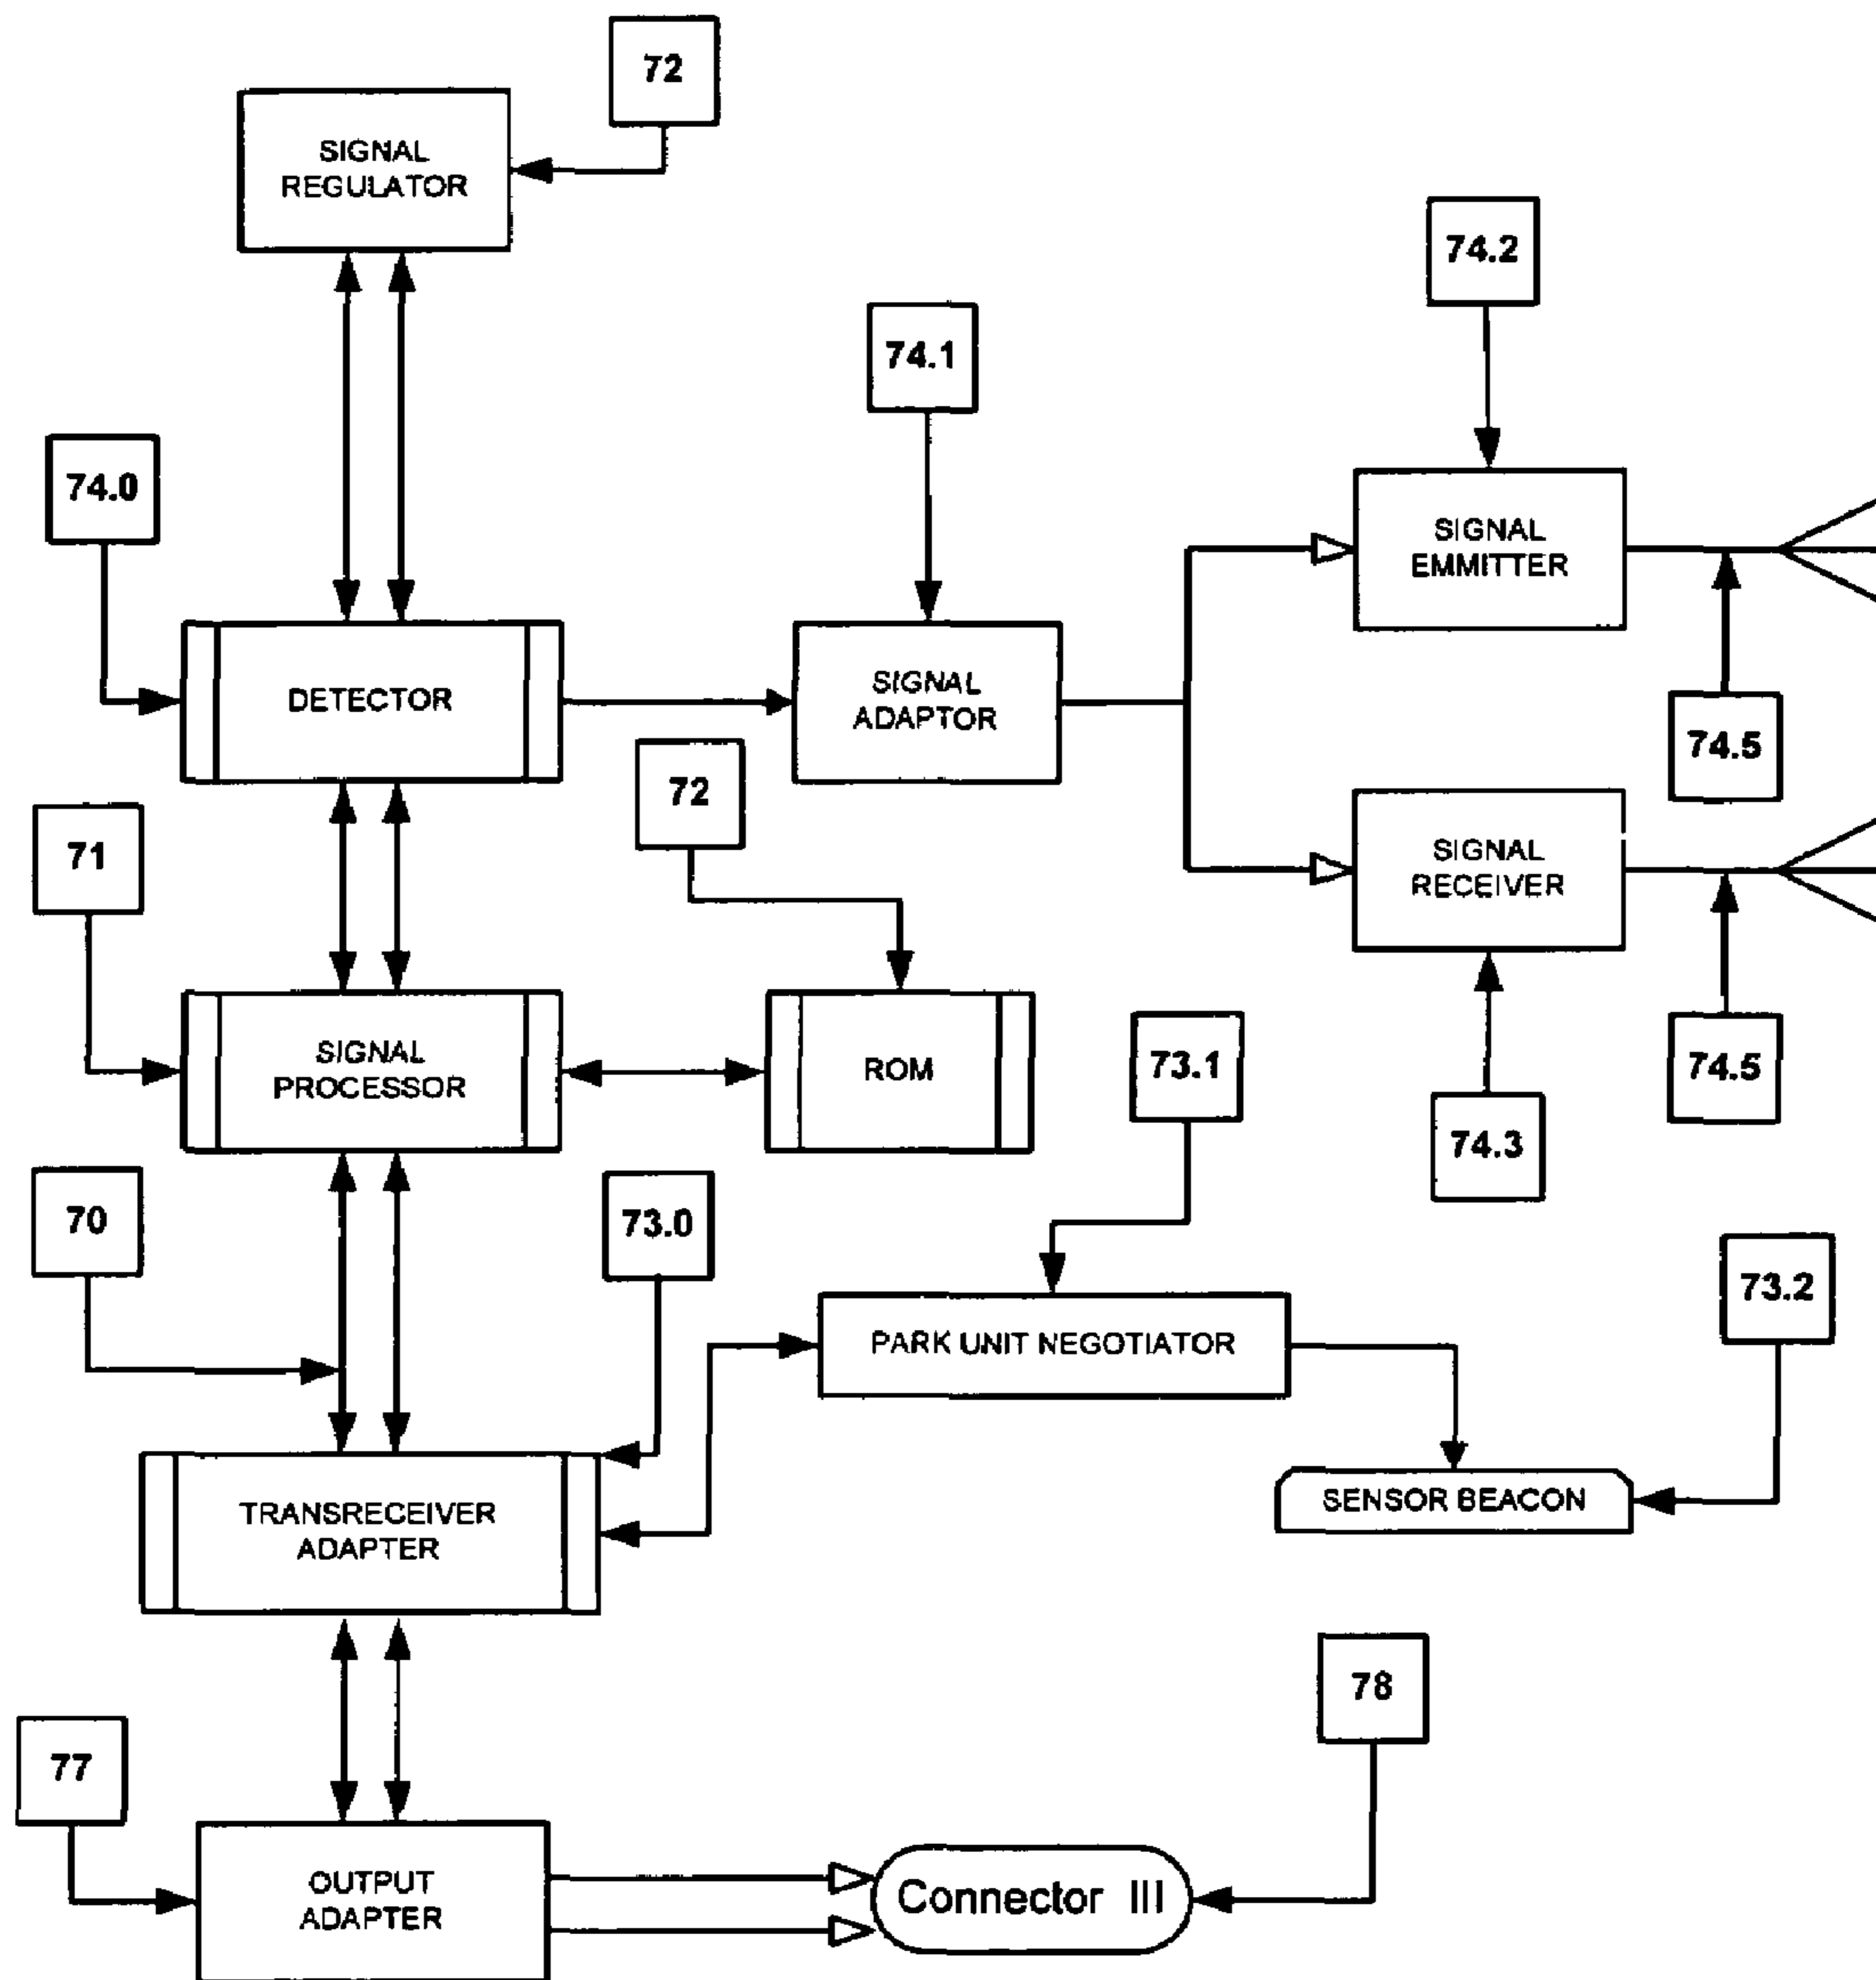 72
SIGNAL
REGULATOR
74.2
74.1
74.0
SIGNAL
EMMITTER
DETECTOR
SIGNAL
ADAPTOR
74.5
72
71
SIGNAL
RECEIVER
SIGNAL
PROCESSOR
ROM
73.1
74.5
74.3
70
73.0
73.2
PARK UNIT NEGOTIATOR
TRANSRECEIVER
ADAPTER
SENSOR BEACON
78
77
OUTPUT
ADAPTER
Connector III